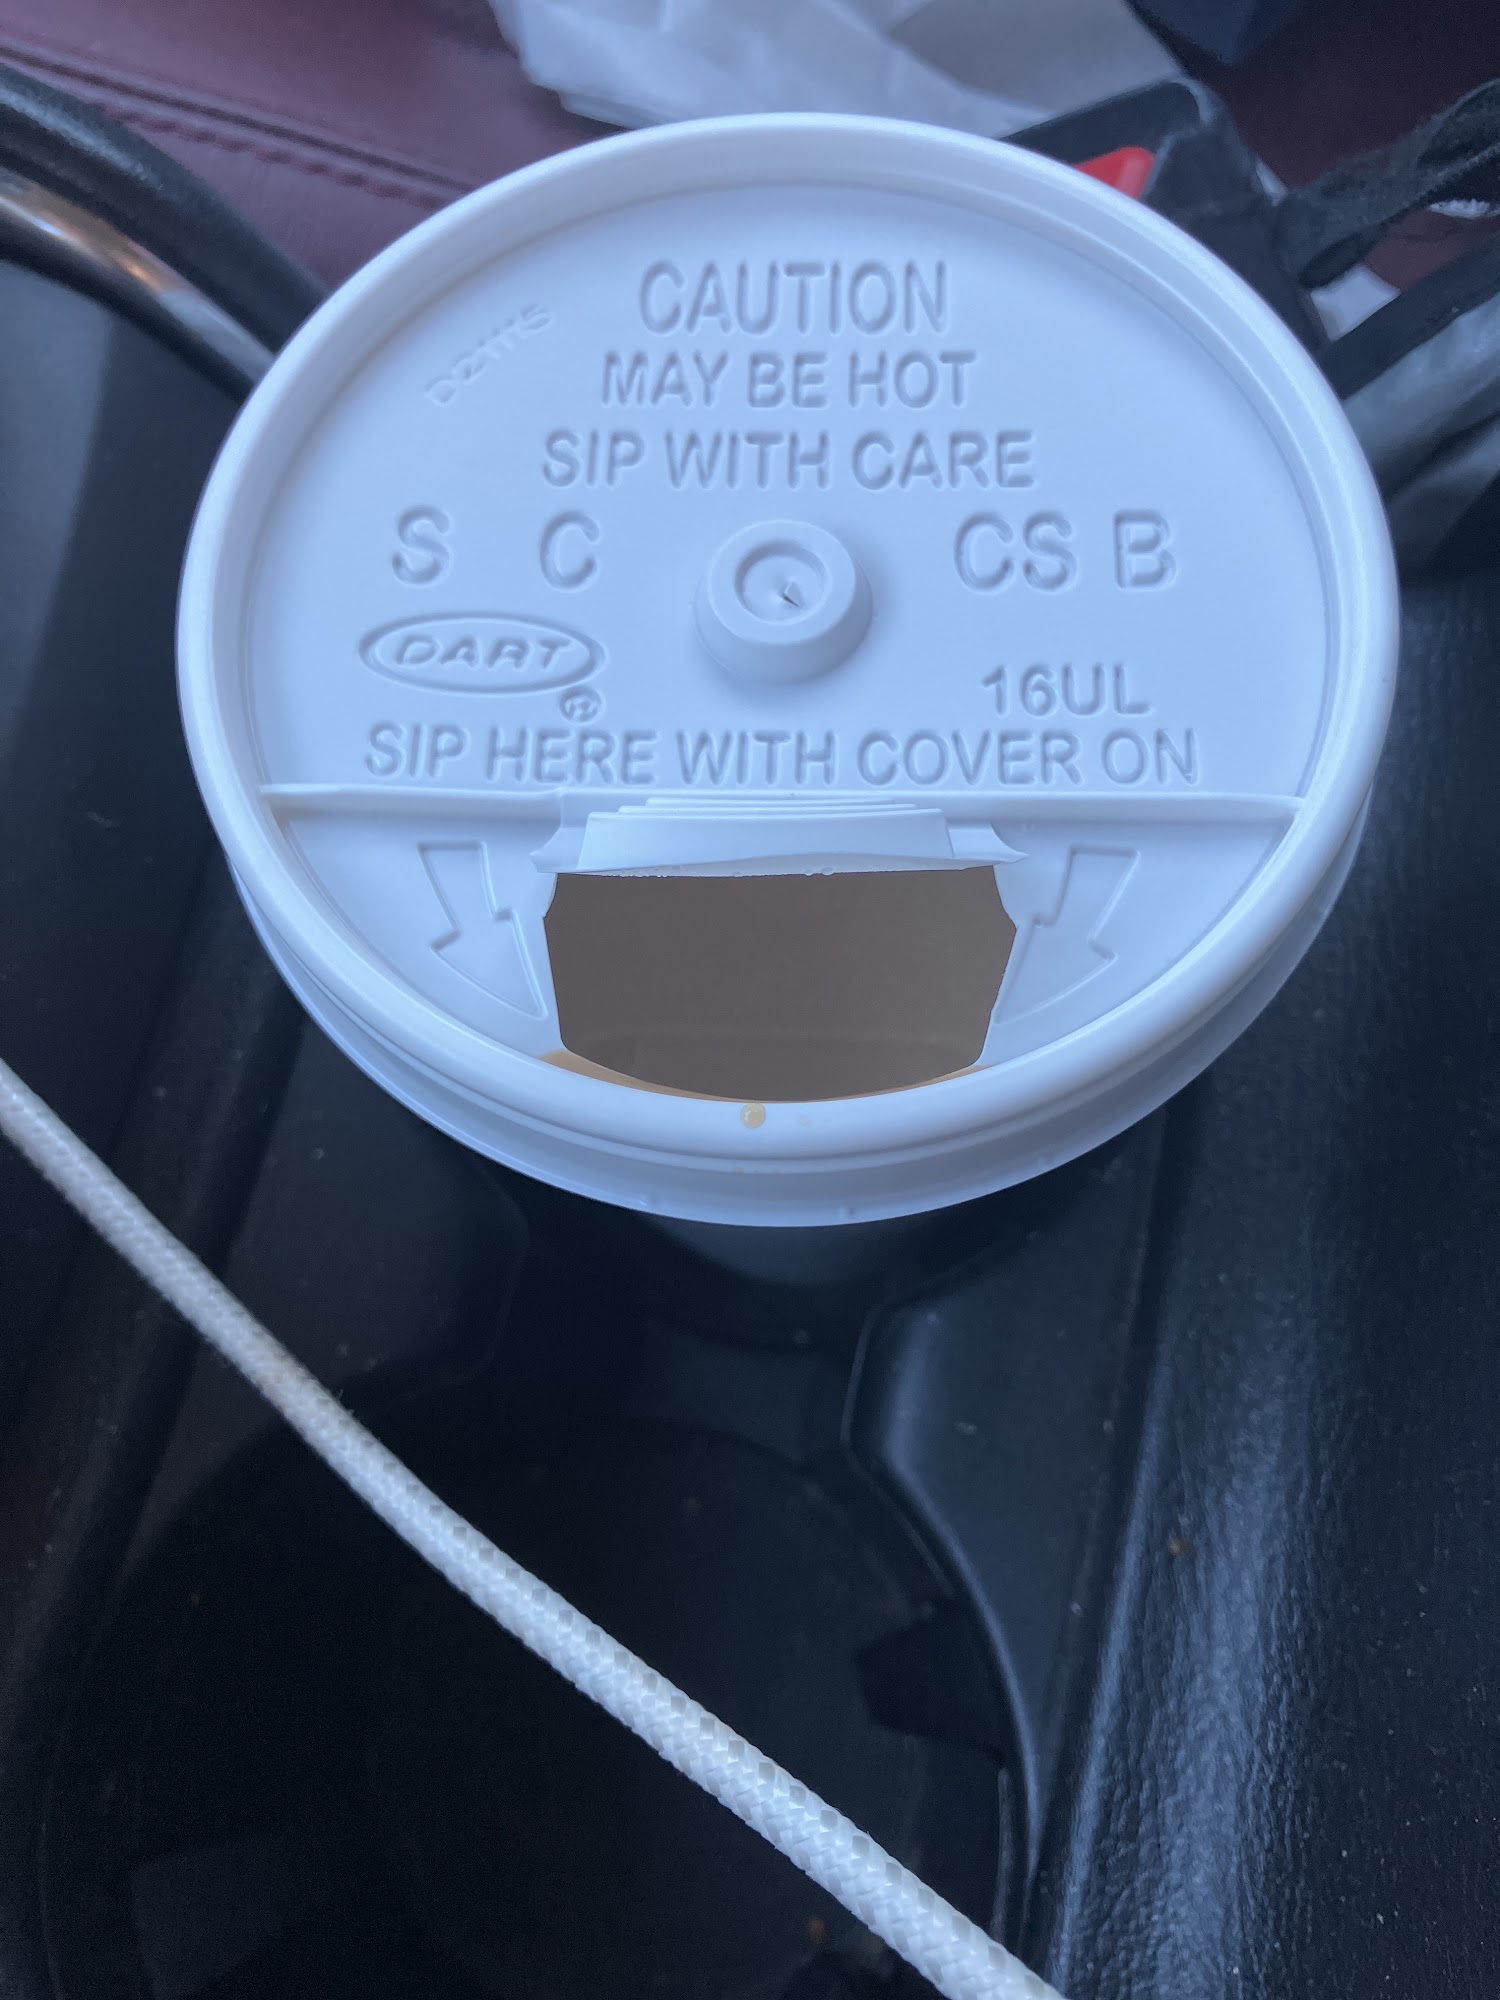 CAUTION
MAY BE HOT
SIP WITH CARE
S C CS B
DART®
16UL
SIP HERE WITH COVER ON